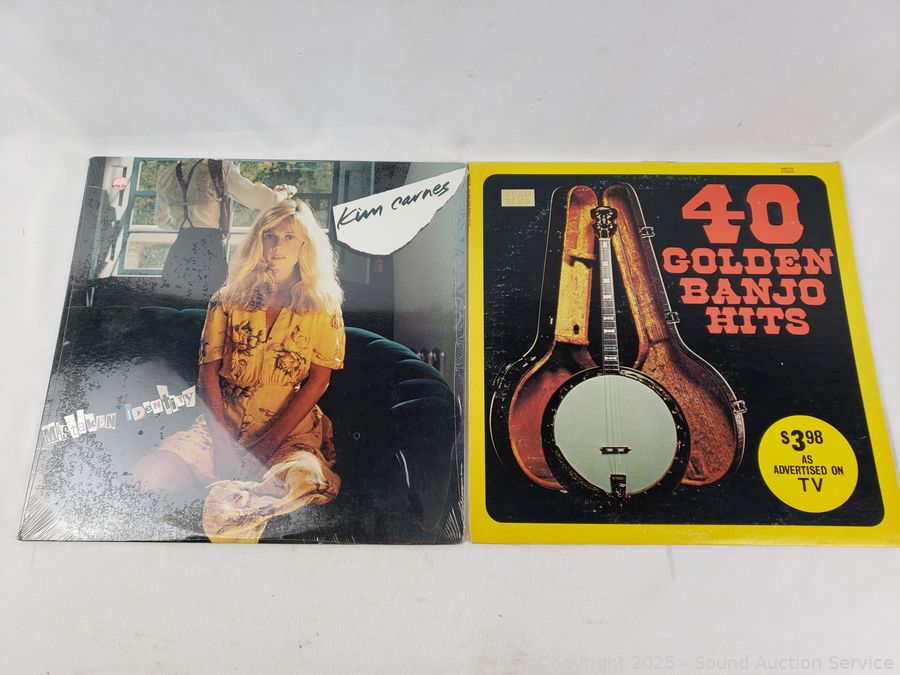 Kim Carnes
Mistaken Identity
40
GOLDEN
BANJO
HITS
$3.98
AS
ADVERTISED ON
TV
Copyright 2025 - Sound Auction Service